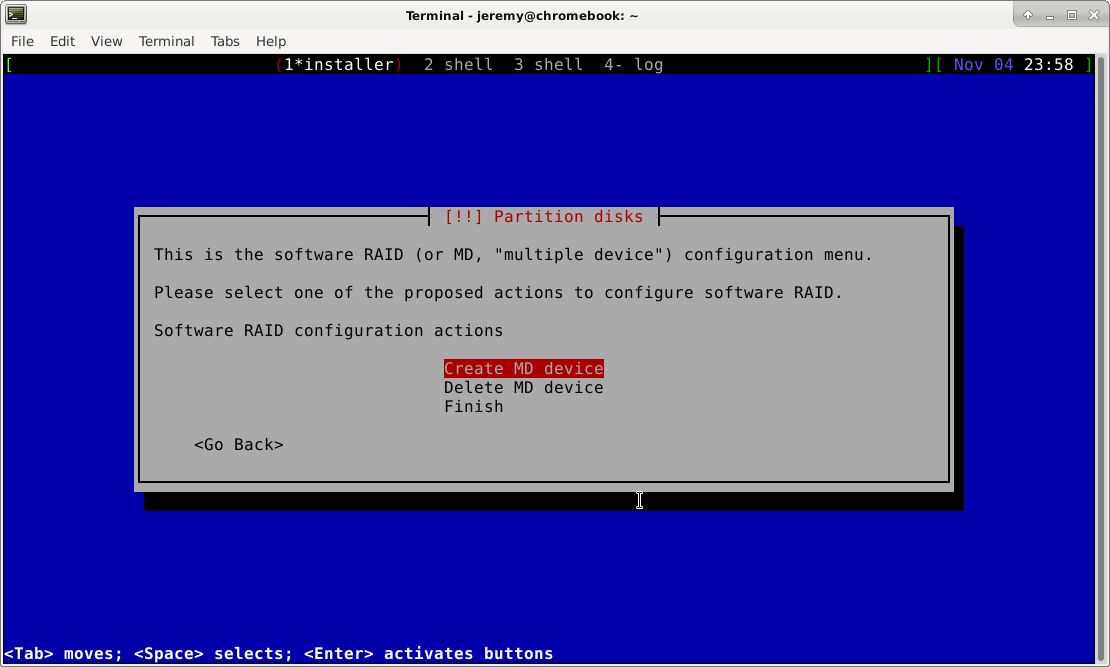 Terminal - jeremy@chromebook: ~
File Edit View Terminal Tabs Help
[ (1*installer) 2 shell 3 shell 4- log ][ Nov 04 23:58 ]
[!!] Partition disks
This is the software RAID (or MD, "multiple device") configuration menu.
Please select one of the proposed actions to configure software RAID.
Software RAID configuration actions
Create MD device
Delete MD device
Finish
<Go Back>
<Tab> moves; <Space> selects; <Enter> activates buttons